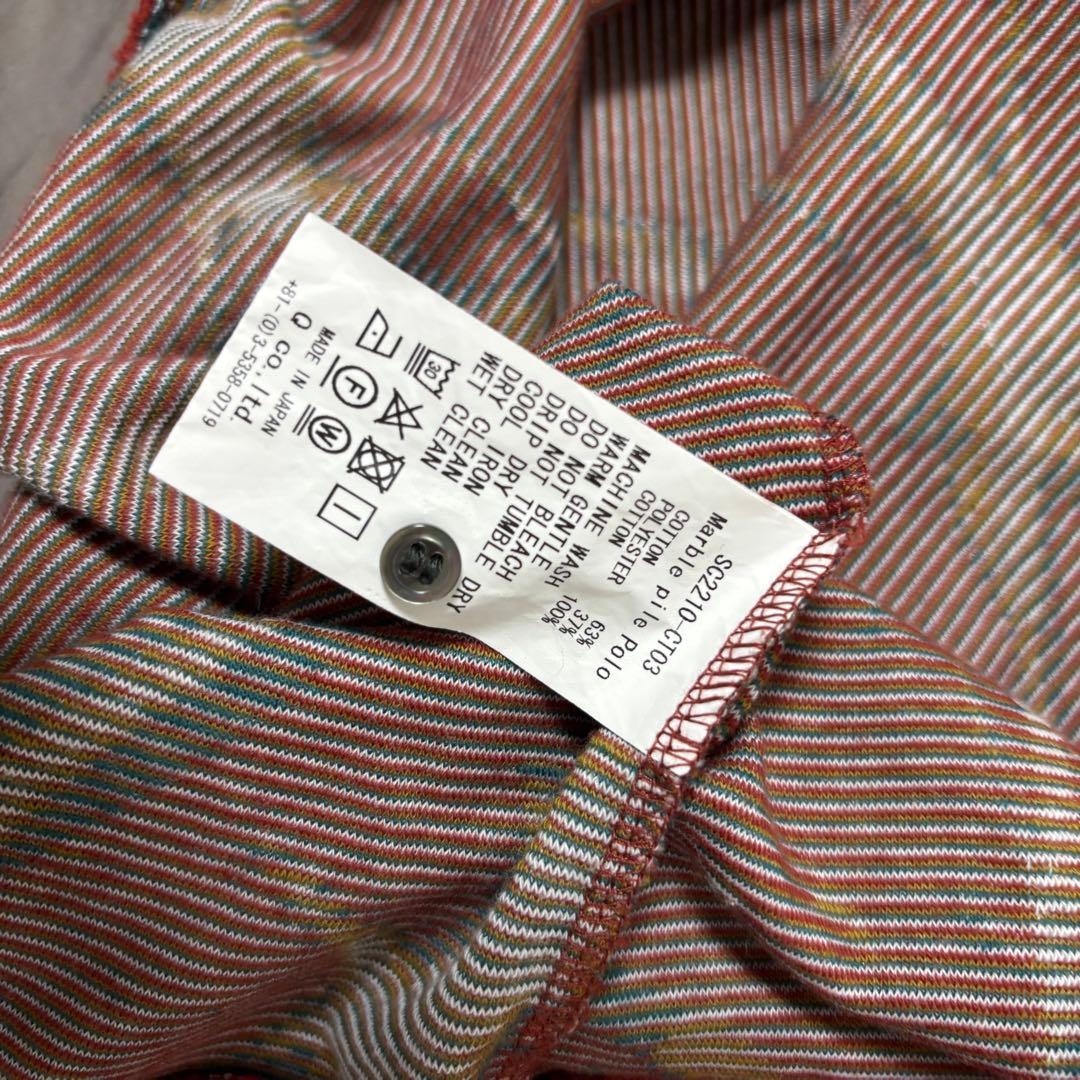 SC2210-CT03
Marble pile Polo
COTTON 63%
POLYESTER 37%
COTTON 100%
MACHINE WASH
WARM GENTLE
DO NOT BLEACH
DO NOT TUMBLE DRY
DRIP DRY
COOL IRON
DRY CLEAN
WET CLEAN
30
F
W
MADE IN JAPAN
Q CO., ltd.
+81-(0)3-5358-0719